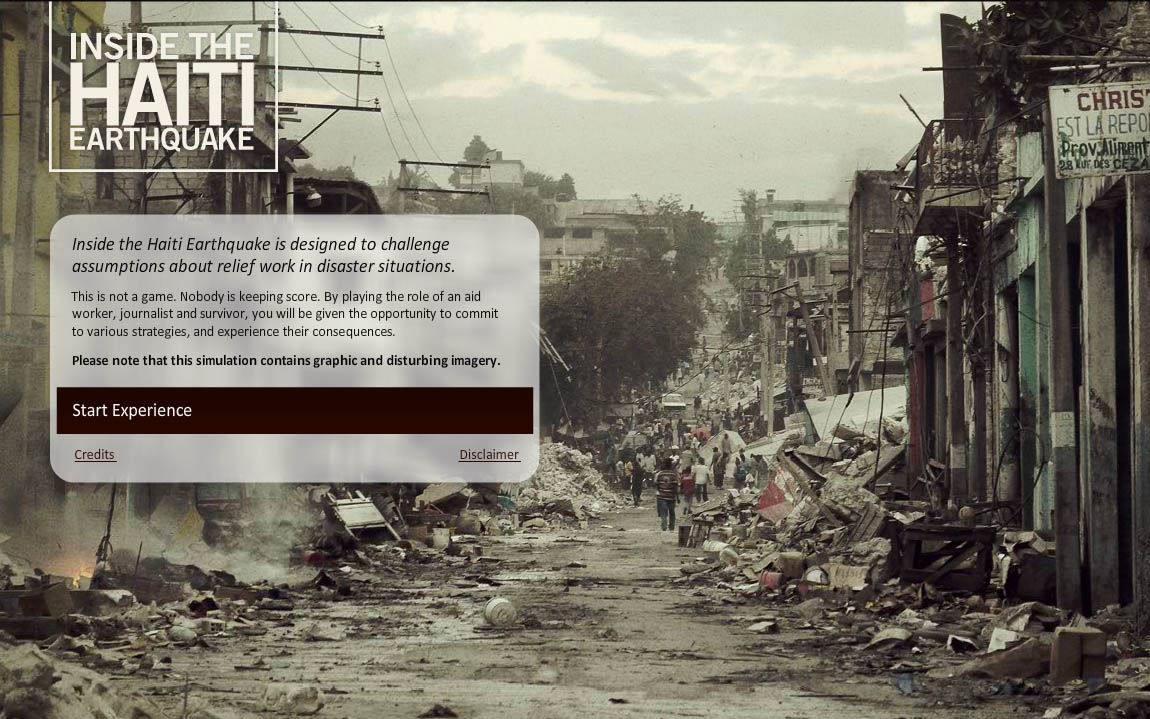 INSIDE THE
HAITI
EARTHQUAKE
CHRIST
EST LA REPO
Prov. Aliment
28 RUE DES CEZA
Inside the Haiti Earthquake is designed to challenge
assumptions about relief work in disaster situations.
This is not a game. Nobody is keeping score. By playing the role of an aid
worker, journalist and survivor, you will be given the opportunity to commit
to various strategies, and experience their consequences.
Please note that this simulation contains graphic and disturbing imagery.
Start Experience
Credits
Disclaimer